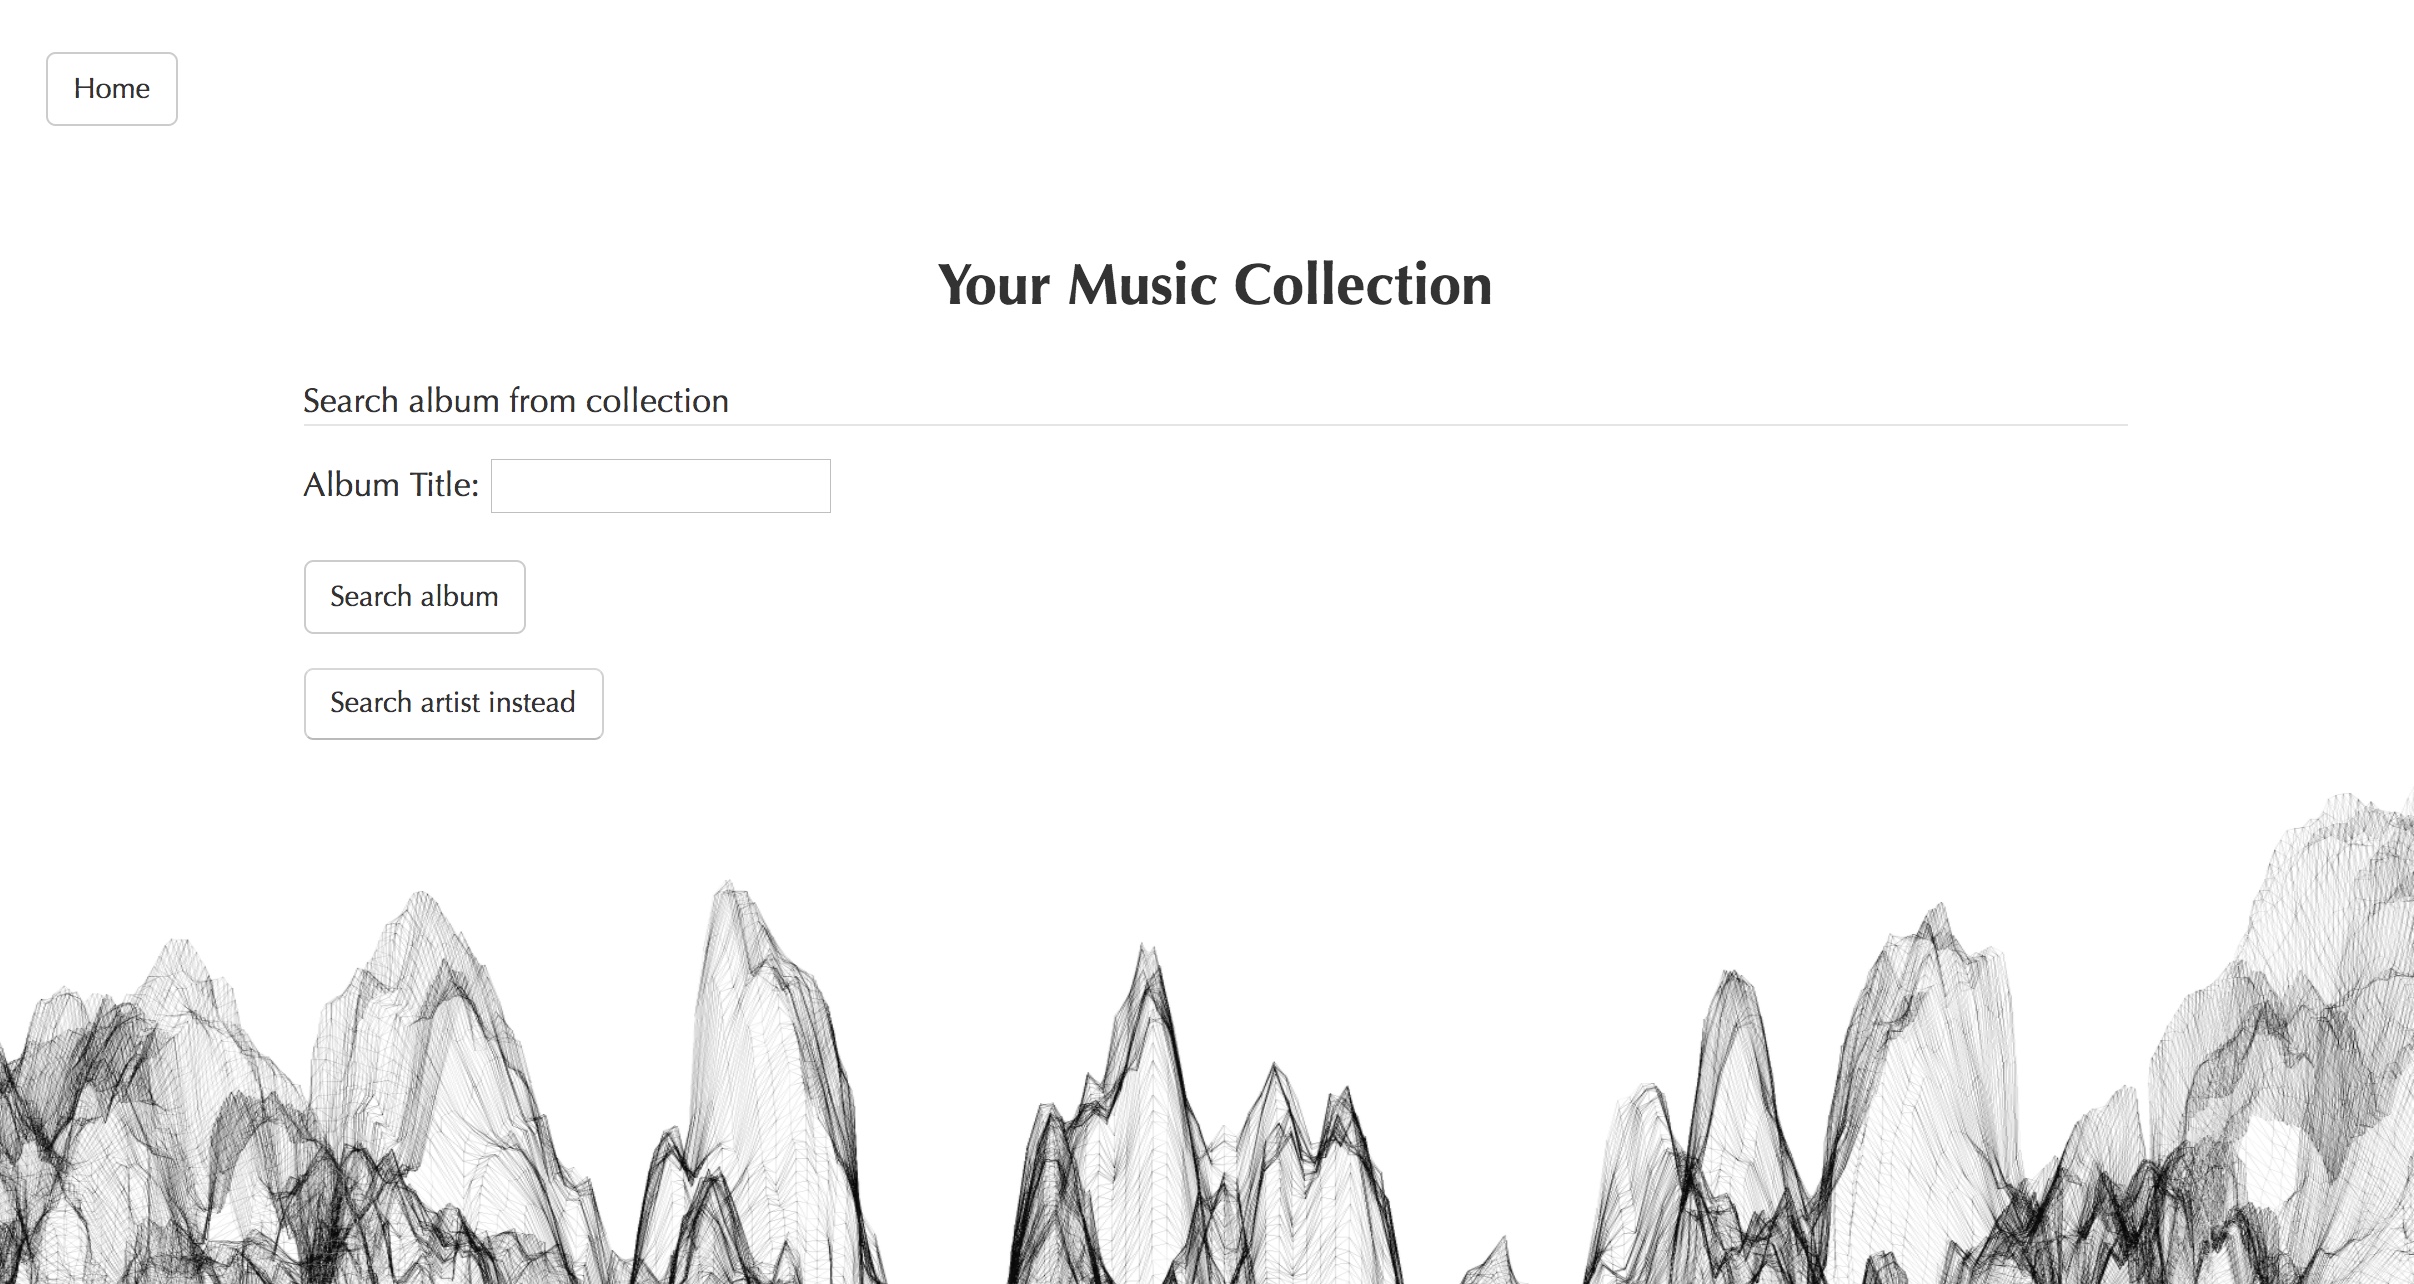 Home
Your Music Collection
Search album from collection
Album Title:
Search album
Search artist instead